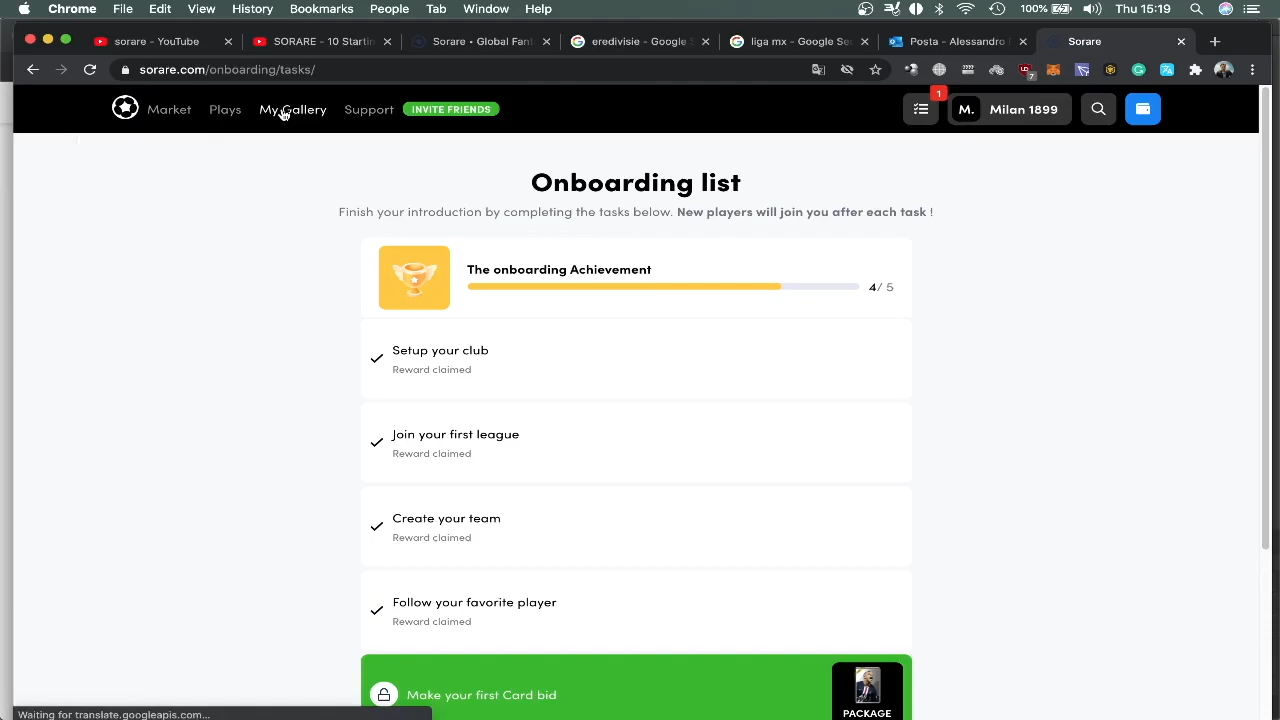 Chrome File Edit View History Bookmarks People Tab Window Help 100% Thu 15:19
sorare - YouTube SORARE - 10 Startin Sorare - Global Fant eredivisie - Google S liga mx - Google Sea Posta - Alessandro Sorare
sorare.com/onboarding/tasks/ 7
Market Plays My Gallery Support INVITE FRIENDS 1 M. Milan 1899
Onboarding list
Finish your introduction by completing the tasks below. New players will join you after each task !
The onboarding Achievement
4/ 5
Setup your club
Reward claimed
Join your first league
Reward claimed
Create your team
Reward claimed
Follow your favorite player
Reward claimed
Make your first Card bid
PACKAGE
Waiting for translate.googleapis.com...